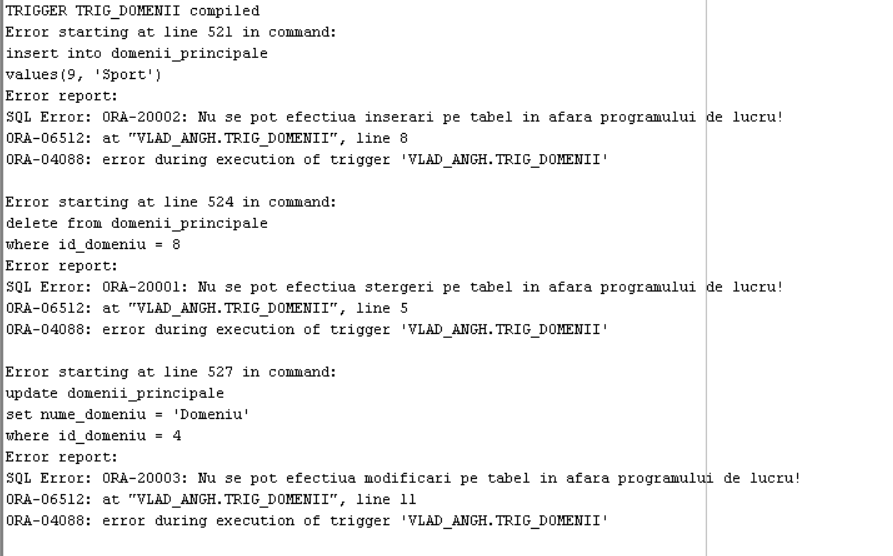 TRIGGER TRIG_DOMENII compiled
Error starting at line 521 in command:
insert into domenii_principale
values(9, 'Sport')
Error report:
SQL Error: ORA-20002: Nu se pot efectiua inserari pe tabel in afara programului de lucru!
ORA-06512: at "VLAD_ANGH.TRIG_DOMENII", line 8
ORA-04088: error during execution of trigger 'VLAD_ANGH.TRIG_DOMENII'
Error starting at line 524 in command:
delete from domenii_principale
where id_domeniu = 8
Error report:
SQL Error: ORA-20001: Nu se pot efectiua stergeri pe tabel in afara programului de lucru!
ORA-06512: at "VLAD_ANGH.TRIG_DOMENII", line 5
ORA-04088: error during execution of trigger 'VLAD_ANGH.TRIG_DOMENII'
Error starting at line 527 in command:
update domenii_principale
set nume_domeniu = 'Domeniu'
where id_domeniu = 4
Error report:
SQL Error: ORA-20003: Nu se pot efectiua modificari pe tabel in afara programului de lucru!
ORA-06512: at "VLAD_ANGH.TRIG_DOMENII", line 11
ORA-04088: error during execution of trigger 'VLAD_ANGH.TRIG_DOMENII'